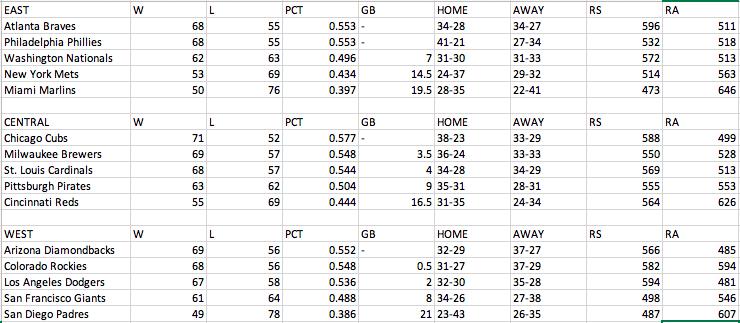 EAST W L PCT GB HOME AWAY RS RA
Atlanta Braves 68 55 0.553 - 34-28 34-27 596 511
Philadelphia Phillies 68 55 0.553 - 41-21 27-34 532 518
Washington Nationals 62 63 0.496 7 31-30 31-33 572 513
New York Mets 53 69 0.434 14.5 24-37 29-32 514 563
Miami Marlins 50 76 0.397 19.5 28-35 22-41 473 646
CENTRAL W L PCT GB HOME AWAY RS RA
Chicago Cubs 71 52 0.577 - 38-23 33-29 588 499
Milwaukee Brewers 69 57 0.548 3.5 36-24 33-33 550 528
St. Louis Cardinals 68 57 0.544 4 34-28 34-29 569 513
Pittsburgh Pirates 63 62 0.504 9 35-31 28-31 555 553
Cincinnati Reds 55 69 0.444 16.5 31-35 24-34 564 626
WEST W L PCT GB HOME AWAY RS RA
Arizona Diamondbacks 69 56 0.552 - 32-29 37-27 566 485
Colorado Rockies 68 56 0.548 0.5 31-27 37-29 582 594
Los Angeles Dodgers 67 58 0.536 2 32-30 35-28 594 481
San Francisco Giants 61 64 0.488 8 34-26 27-38 498 546
San Diego Padres 49 78 0.386 21 23-43 26-35 487 607